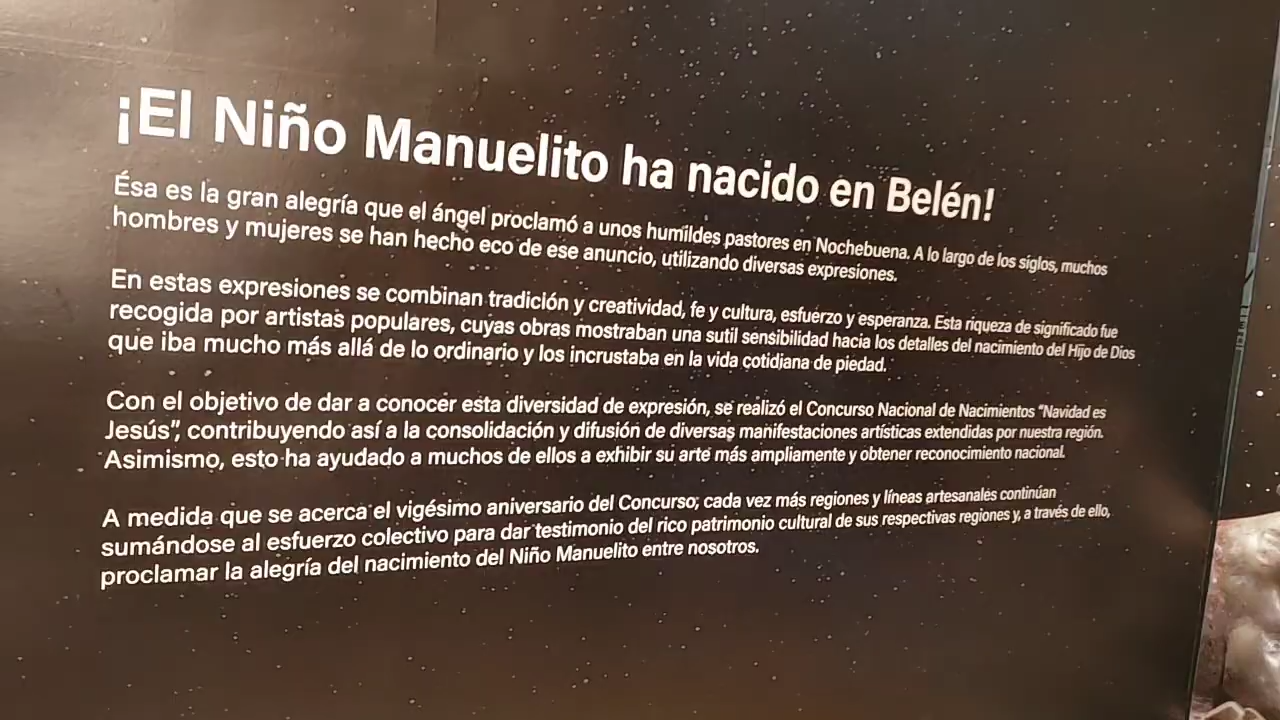 ¡El Niño Manuelito ha nacido en Belén!
Ésa es la gran alegría que el ángel proclamó a unos humildes pastores en Nochebuena. A lo largo de los siglos, muchos
hombres y mujeres se han hecho eco de ese anuncio, utilizando diversas expresiones.
En estas expresiones se combinan tradición y creatividad, fe y cultura, esfuerzo y esperanza. Esta riqueza de significado fue
recogida por artistas populares, cuyas obras mostraban una sutil sensibilidad hacia los detalles del nacimiento del Hijo de Dios
que iba mucho más allá de lo ordinario y los incrustaba en la vida cotidiana de piedad.
Con el objetivo de dar a conocer esta diversidad de expresión, se realizó el Concurso Nacional de Nacimientos “Navidad es
Jesús”, contribuyendo así a la consolidación y difusión de diversas manifestaciones artísticas extendidas por nuestra región.
Asimismo, esto ha ayudado a muchos de ellos a exhibir su arte más ampliamente y obtener reconocimiento nacional.
A medida que se acerca el vigésimo aniversario del Concurso, cada vez más regiones y líneas artesanales continúan
sumándose al esfuerzo colectivo para dar testimonio del rico patrimonio cultural de sus respectivas regiones y, a través de ello,
proclamar la alegría del nacimiento del Niño Manuelito entre nosotros.